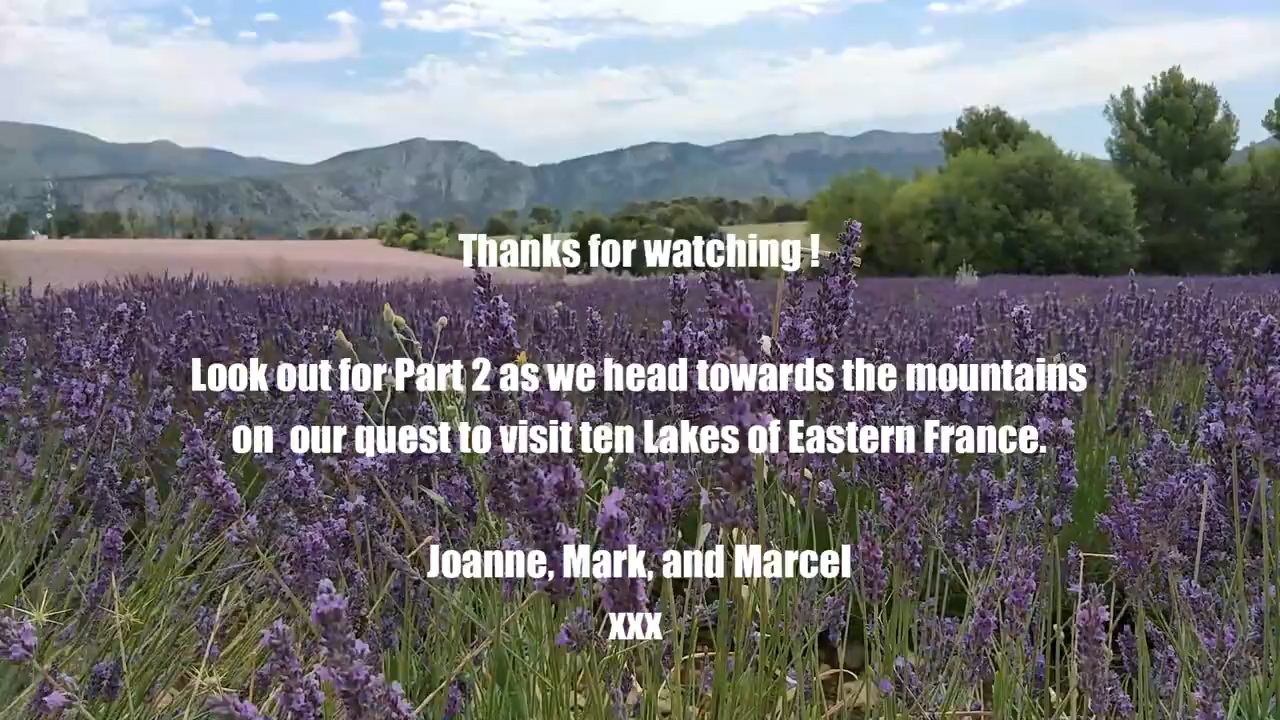 Thanks for watching !
Look out for Part 2 as we head towards the mountains
on  our quest to visit ten Lakes of Eastern France.
Joanne, Mark, and Marcel
xxx